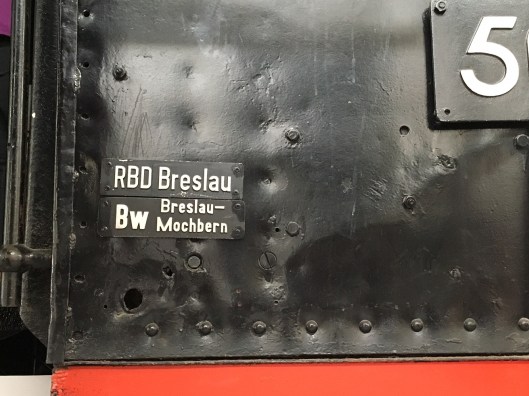 5
RBD Breslau
Bw Breslau-
Mochbern